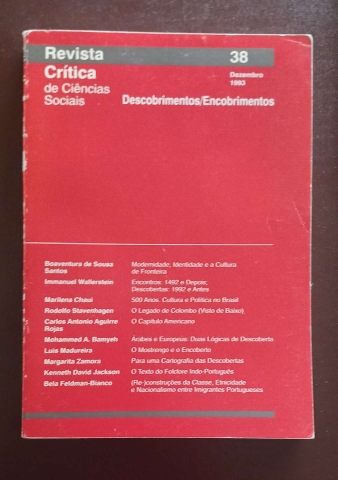 Revista
Crítica
de Ciências
Sociais
38
Dezembro
1993
Descobrimentos/Encobrimentos
Boaventura de Sousa
Santos
Modernidade, Identidade e a Cultura
de Fronteira
Immanuel Wallerstein
Encontros: 1492 e Depois;
Descobertas: 1992 e Antes
Marilena Chaui
500 Anos. Cultura e Política no Brasil
Rodolfo Stavenhagen
O Legado de Colombo (Visto de Baixo)
Carlos Antonio Aguirre
Rojas
O Capítulo Americano
Mohammed A. Bamyeh
Árabes e Europeus: Duas Lógicas de Descoberta
Luís Madureira
O Mostrengo e o Encoberto
Margarita Zamora
Para uma Cartografia das Descobertas
Kenneth David Jackson
O Texto do Folclore Indo-Português
Bela Feldman-Bianco
(Re-)construções da Classe, Etnicidade
e Nacionalismo entre Imigrantes Portugueses